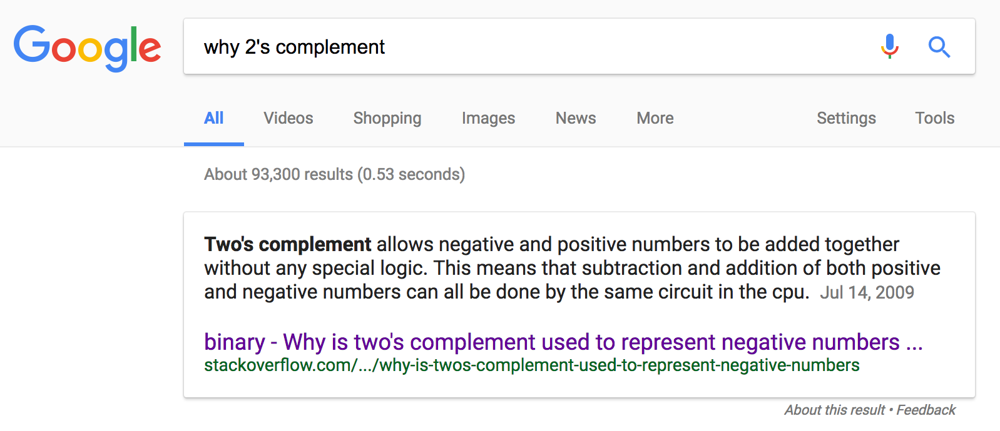 Google
why 2's complement
All Videos Shopping Images News More Settings Tools
About 93,300 results (0.53 seconds)
Two's complement allows negative and positive numbers to be added together
without any special logic. This means that subtraction and addition of both positive
and negative numbers can all be done by the same circuit in the cpu. Jul 14, 2009
binary - Why is two's complement used to represent negative numbers ...
stackoverflow.com/.../why-is-twos-complement-used-to-represent-negative-numbers
About this result • Feedback